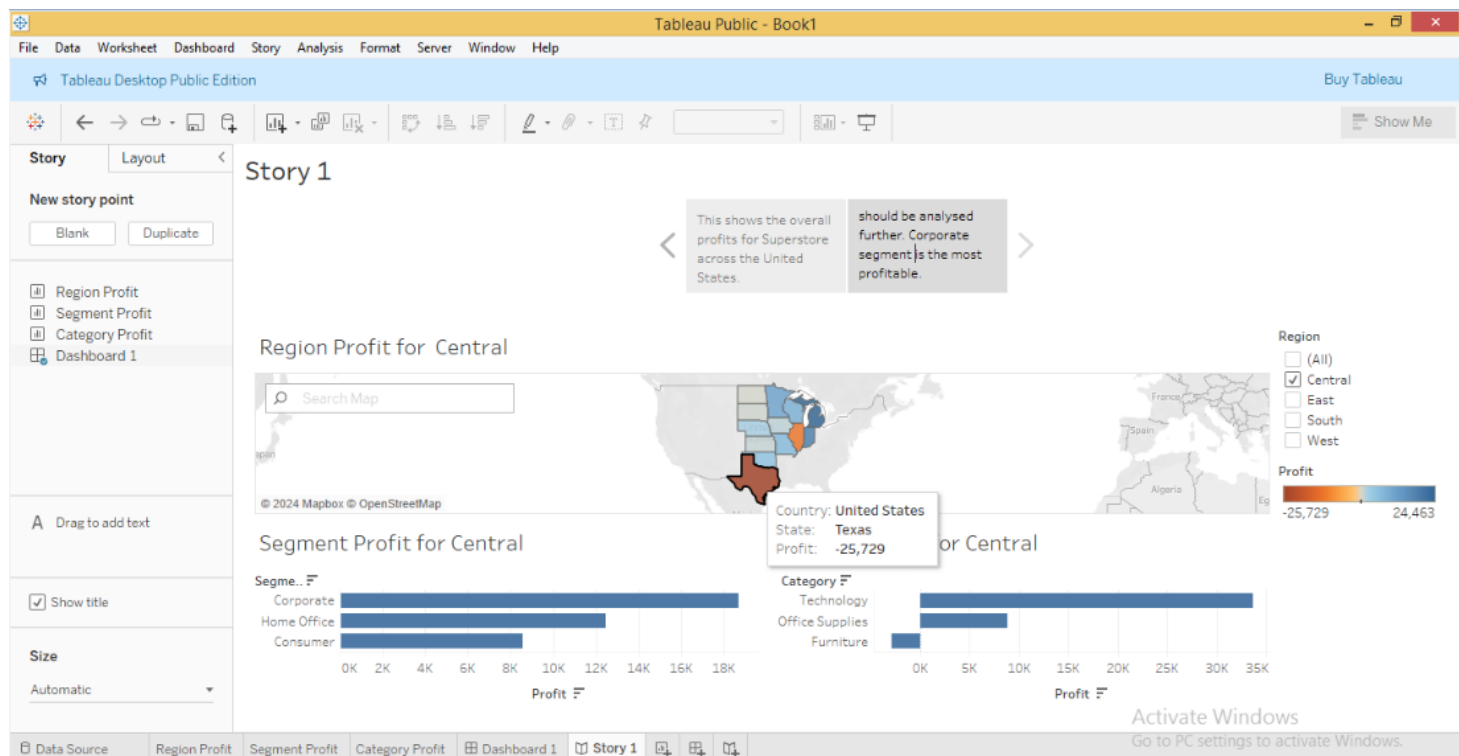 Tableau Public - Book1
File Data Worksheet Dashboard Story Analysis Format Server Window Help
Tableau Desktop Public Edition
Buy Tableau
Show Me
Story Layout
Story 1
New story point
Blank Duplicate
This shows the overall
profits for Superstore
across the United
States.
should be analysed
further. Corporate
segment is the most
profitable.
Region Profit
Segment Profit
Category Profit
Dashboard 1
Region Profit for Central
Search Map
France
Spain
Algeria
Eg
apan
© 2024 Mapbox © OpenStreetMap
Region
(All)
Central
East
South
West
Profit
-25,729 24,463
Country: United States
State: Texas
Profit: -25,729
A Drag to add text
Show title
Size
Automatic
Segment Profit for Central
Segme..
Corporate
Home Office
Consumer
0K 2K 4K 6K 8K 10K 12K 14K 16K 18K
Profit
or Central
Category
Technology
Office Supplies
Furniture
0K 5K 10K 15K 20K 25K 30K 35K
Profit
Activate Windows
Go to PC settings to activate Windows.
Data Source Region Profit Segment Profit Category Profit Dashboard 1 Story 1